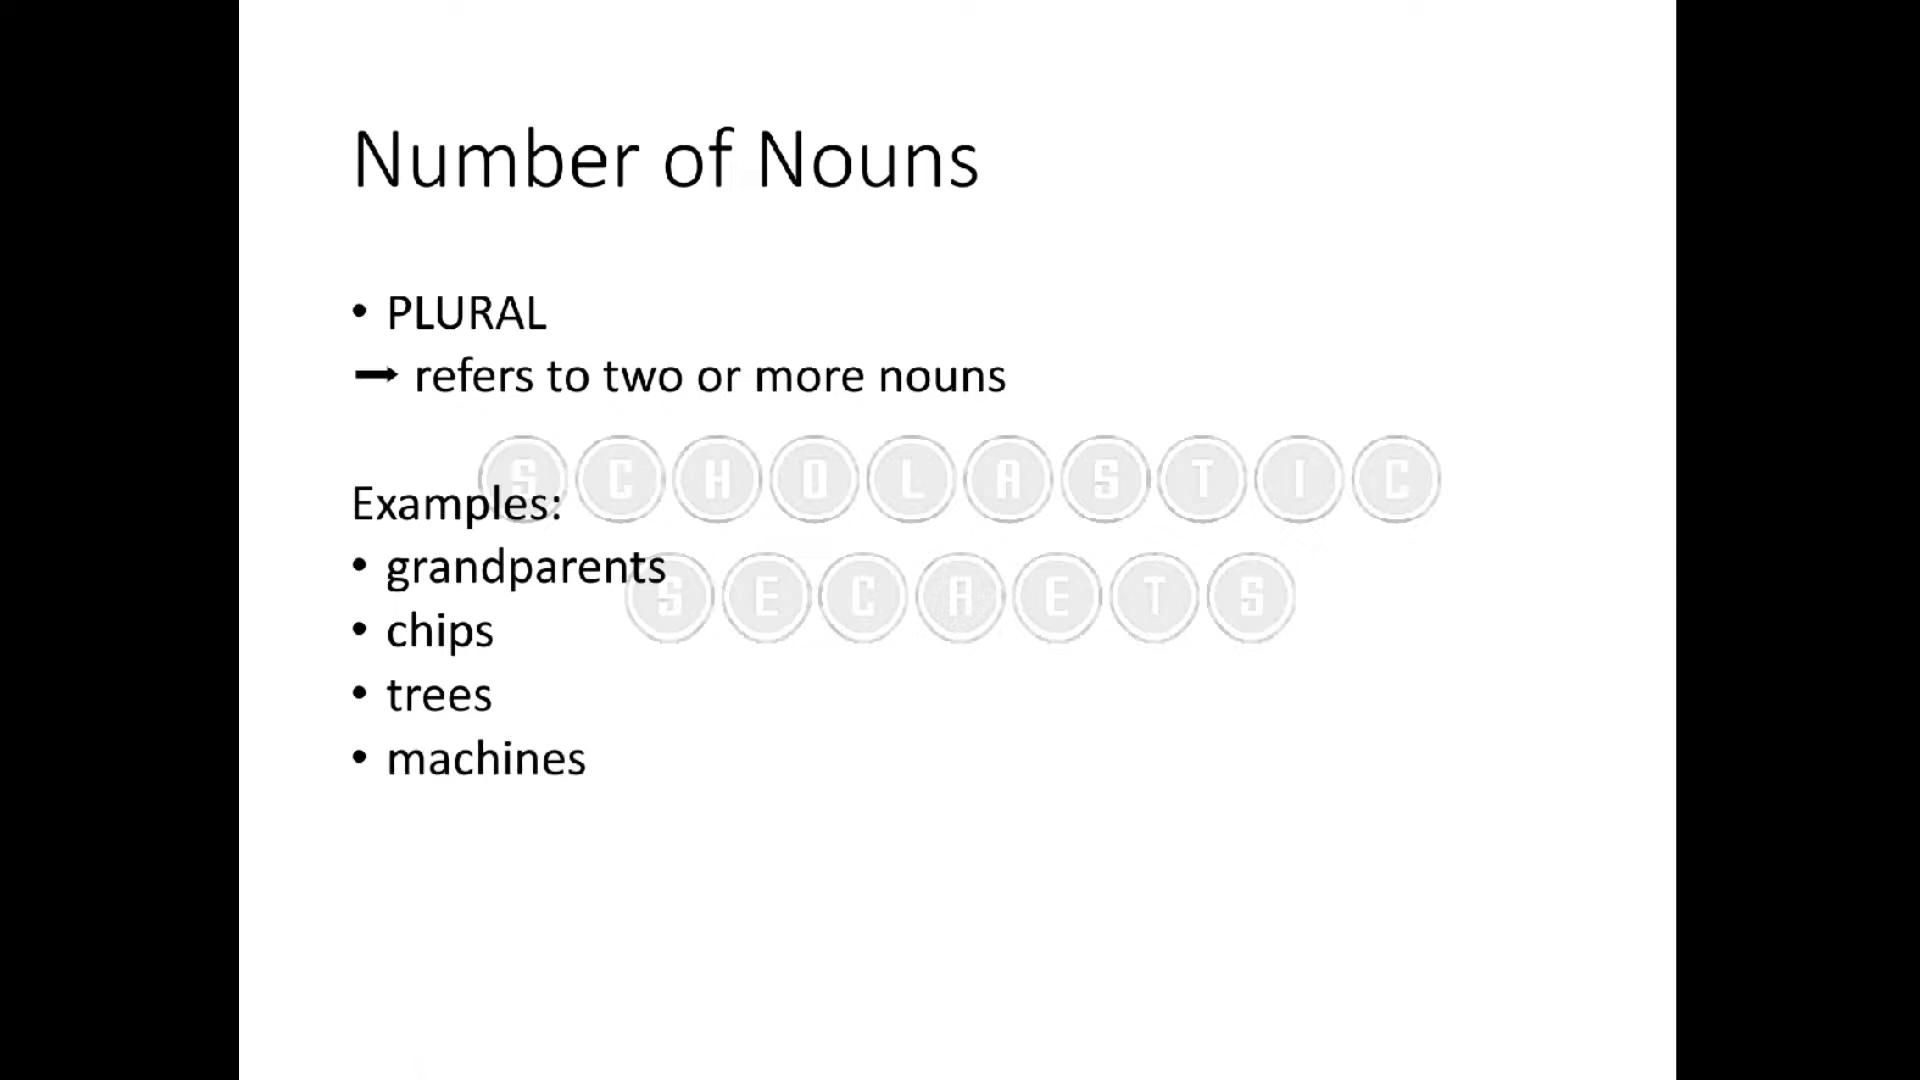 Number of Nouns
• PLURAL
➞ refers to two or more nouns
SCHOLASTIC
Examples:
• grandparents
SECRETS
• chips
• trees
• machines